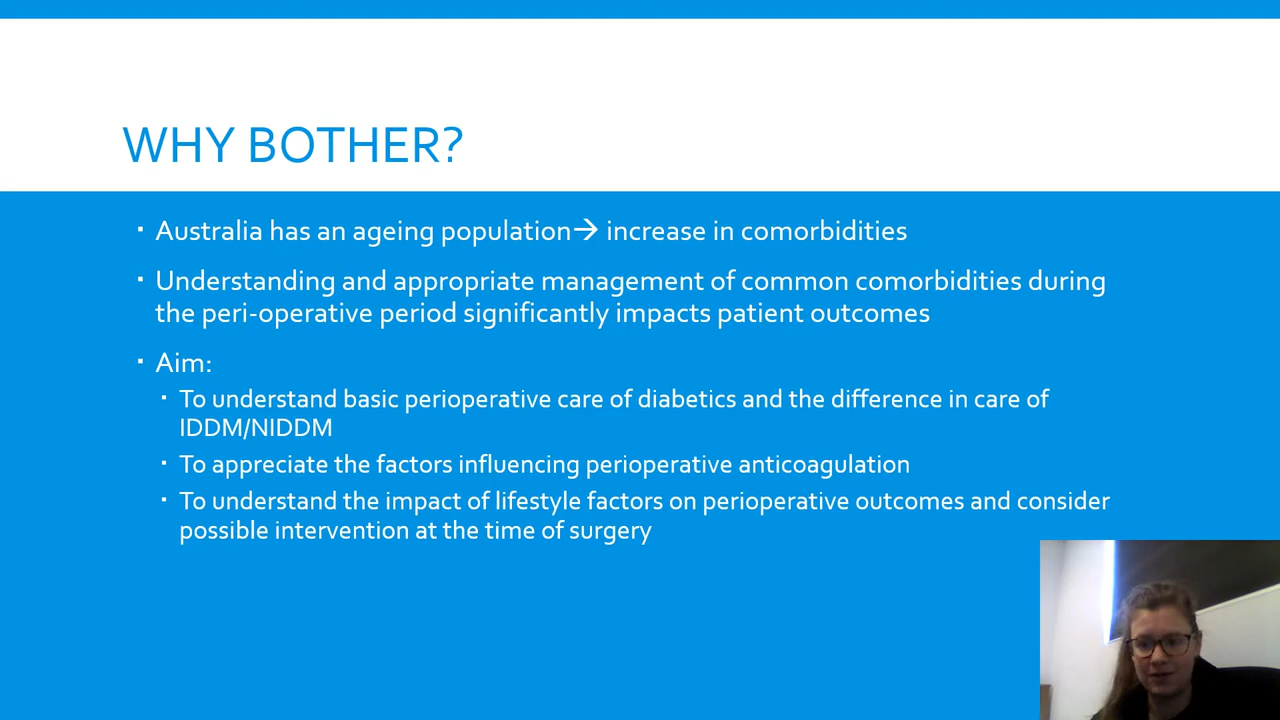 WHY BOTHER?
▪ Australia has an ageing population→ increase in comorbidities
▪ Understanding and appropriate management of common comorbidities during
the peri-operative period significantly impacts patient outcomes
▪ Aim:
▪ To understand basic perioperative care of diabetics and the difference in care of
IDDM/NIDDM
▪ To appreciate the factors influencing perioperative anticoagulation
▪ To understand the impact of lifestyle factors on perioperative outcomes and consider
possible intervention at the time of surgery